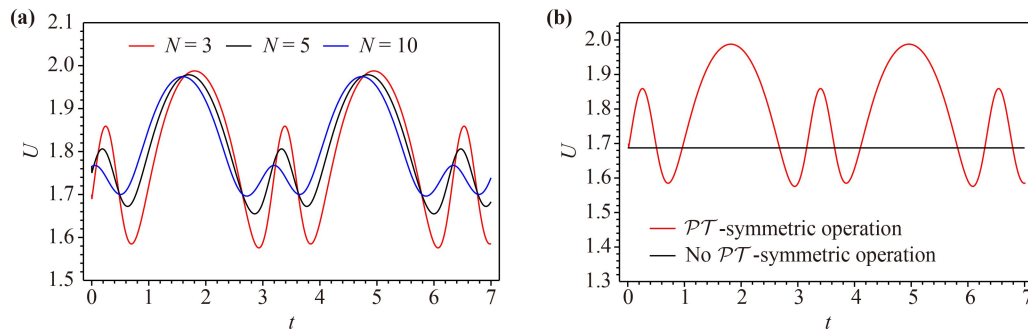 (a)
2.1
2.0
1.9
1.8
1.7
1.6
1.5
U
N = 3
N = 5
N = 10
0 1 2 3 4 5 6 7
t
(b)
2.0
1.9
1.8
1.7
1.6
1.5
1.4
1.3
U
𝒫𝒯-symmetric operation
No 𝒫𝒯-symmetric operation
0 1 2 3 4 5 6 7
t